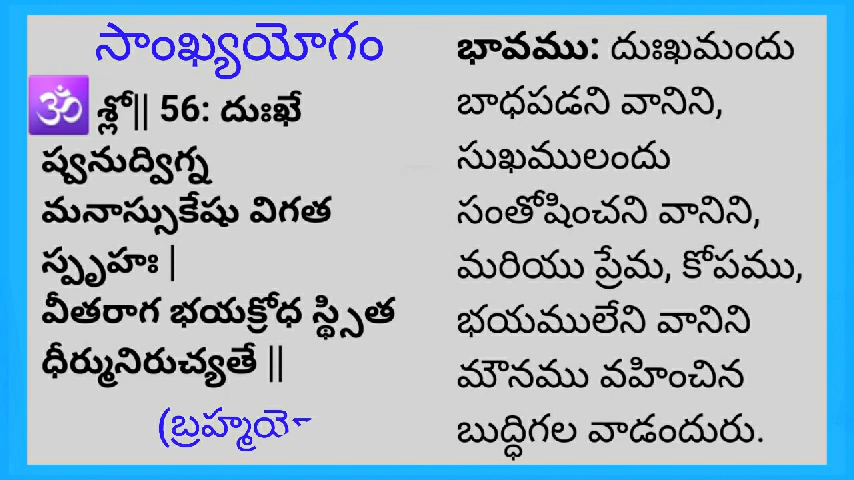 సాంఖ్యయోగం
🕉 శ్లో|| 56: దుఃఖే
ష్వనుద్విగ్న
మనాస్సుకేషు విగత
స్పృహః |
వీతరాగ భయక్రోధ స్థ్సిత
ధీర్మునిరుచ్యతే ||
భావము: దుఃఖమందు
బాధపడని వానిని,
సుఖములందు
సంతోషించని వానిని,
మరియు ప్రేమ, కోపము,
భయములేని వానిని
మౌనము వహించిన
బుద్ధిగల వాడందురు.